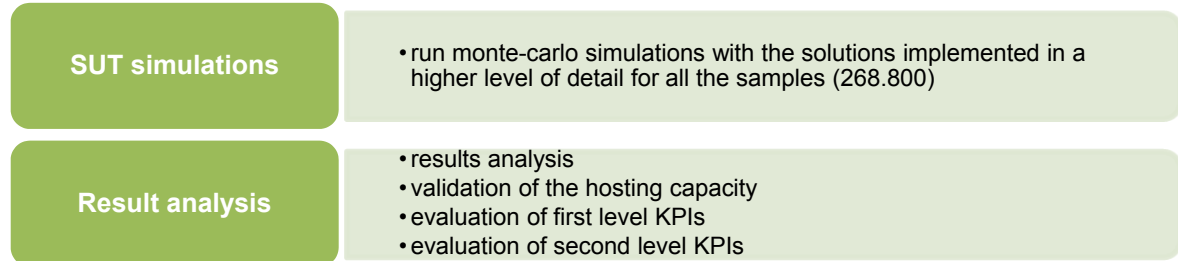 SUT simulations
•run monte-carlo simulations with the solutions implemented in a
higher level of detail for all the samples (268.800)
Result analysis
•results analysis
•validation of the hosting capacity
•evaluation of first level KPIs
•evaluation of second level KPIs